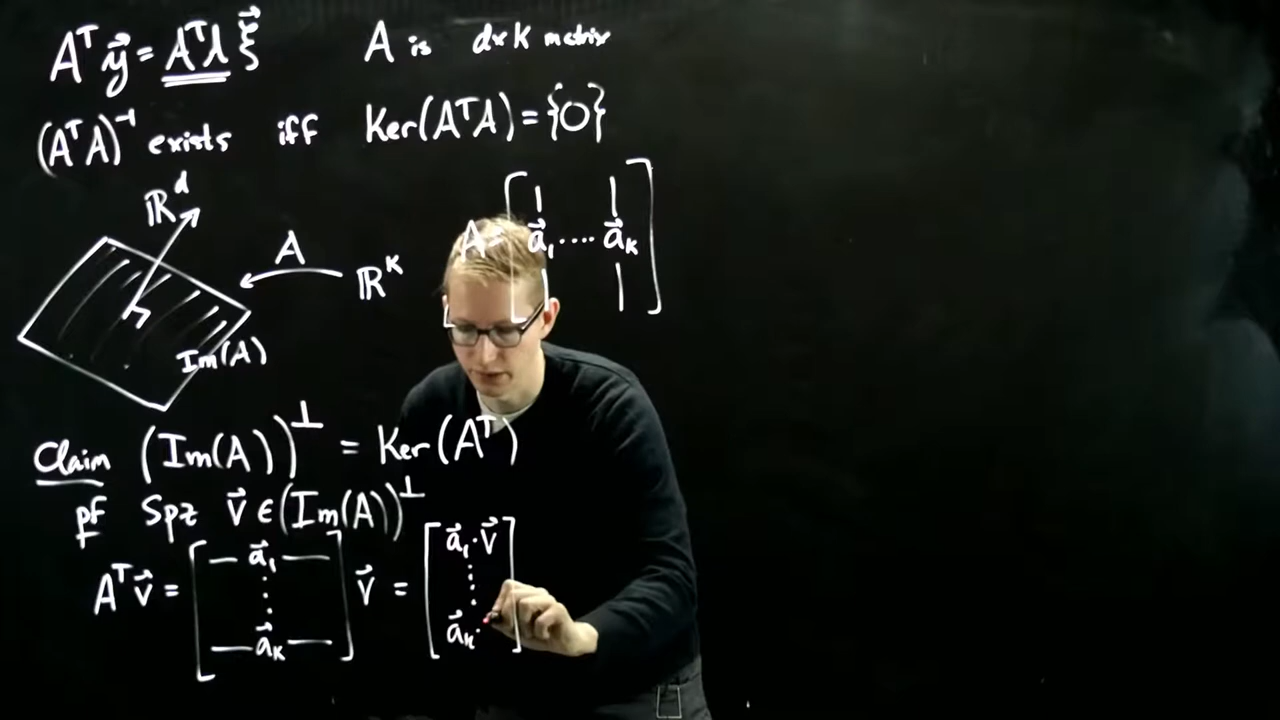 Aᵀy⃗ = AᵀA ξ⃗ A is d×k matrix
(AᵀA)⁻¹ exists iff Ker(AᵀA) = {0}
ℝᵈ
A
ℝᴷ
Im(A)
A = [ a⃗₁ .... a⃗ₖ ]
Claim (Im(A))^⊥ = Ker(Aᵀ)
pf Spz v⃗ ∈ (Im(A))^⊥
Aᵀv⃗ = [ — a⃗₁ — ⋮ — a⃗ₖ — ] v⃗ = [ a⃗₁·v⃗ ⋮ a⃗ₖ· ]